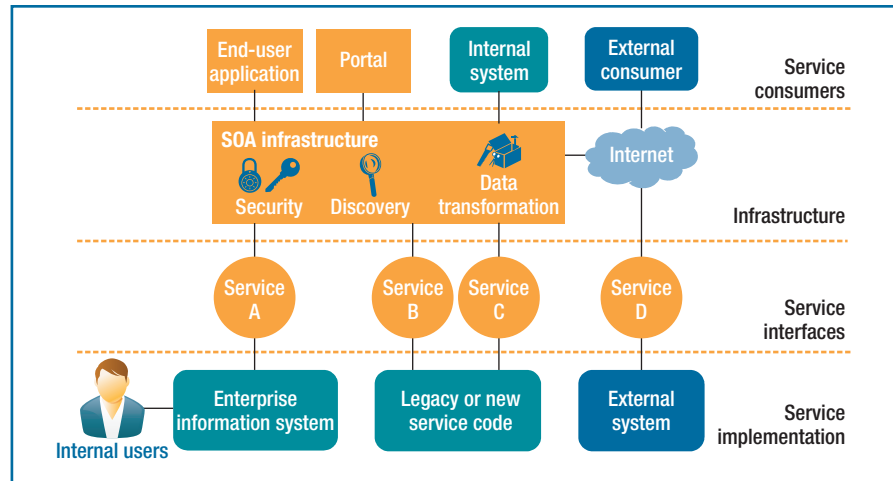 End-user
application
Portal
Internal
system
External
consumer
Service
consumers
SOA infrastructure
Security
Discovery
Data
transformation
Internet
Infrastructure
Service
A
Service
B
Service
C
Service
D
Service
interfaces
Internal users
Enterprise
information system
Legacy or new
service code
External
system
Service
implementation